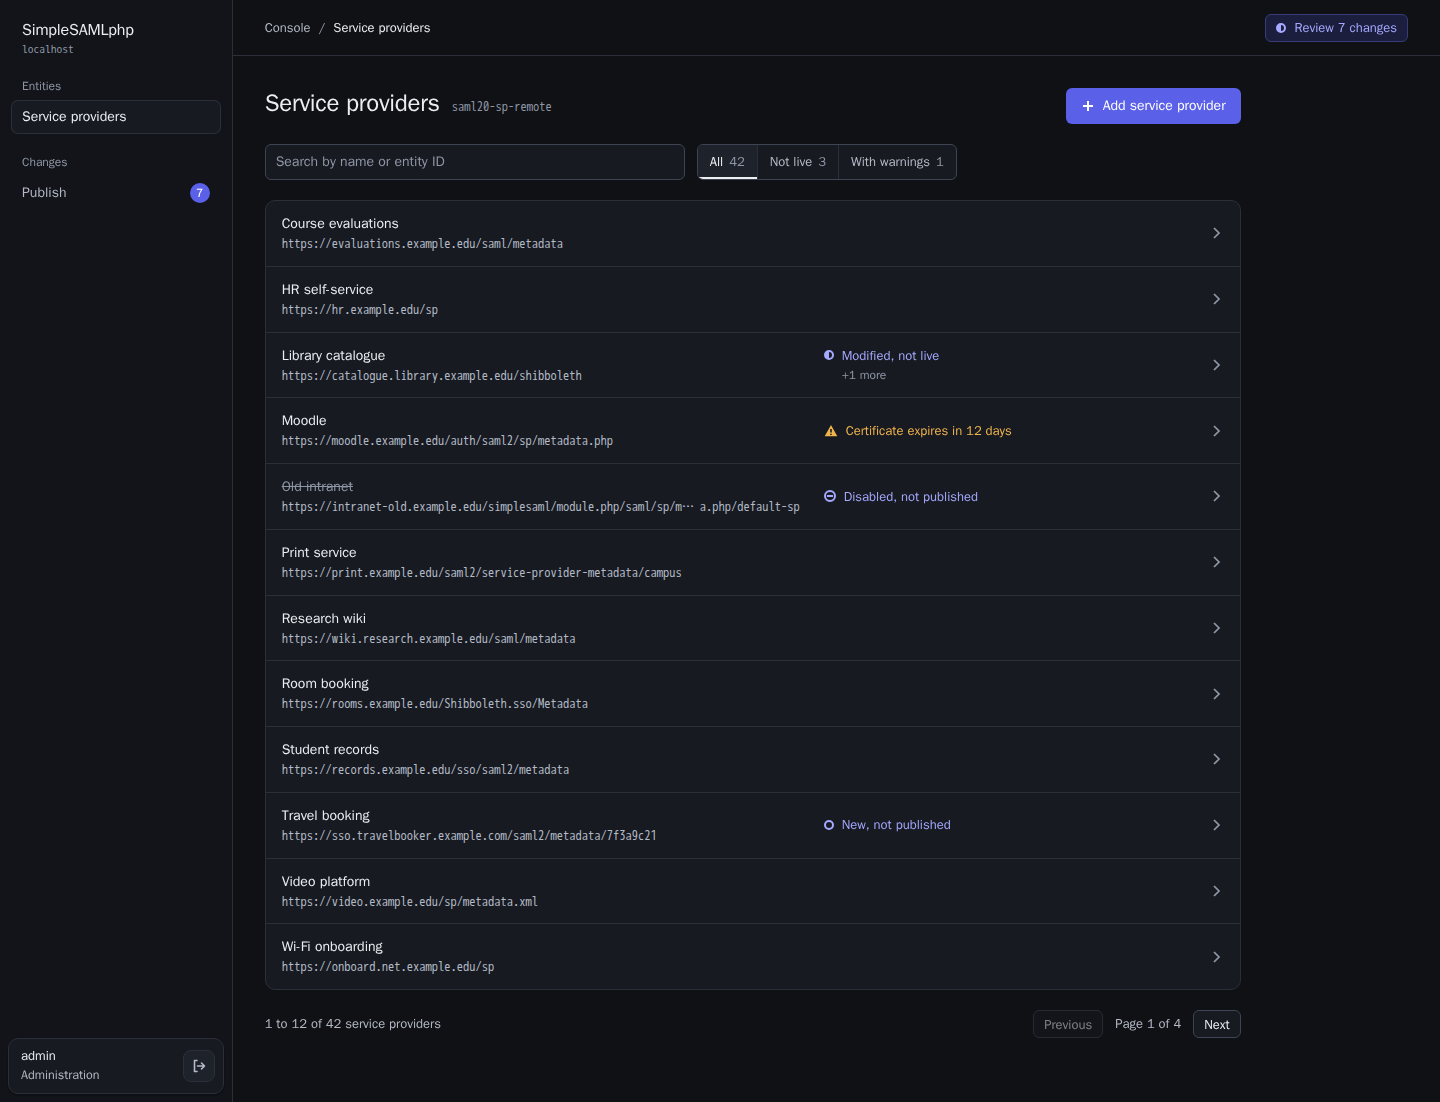 SimpleSAMLphp
localhost
Entities
Service providers
Changes
Publish 7
admin
Administration
Console / Service providers
Review 7 changes
Service providers saml20-sp-remote
Add service provider
Search by name or entity ID
All 42 Not live 3 With warnings 1
Course evaluations
https://evaluations.example.edu/saml/metadata
HR self-service
https://hr.example.edu/sp
Library catalogue
https://catalogue.library.example.edu/shibboleth
Modified, not live
+1 more
Moodle
https://moodle.example.edu/auth/saml2/sp/metadata.php
Certificate expires in 12 days
Old intranet
https://intranet-old.example.edu/simplesaml/module.php/saml/sp/m… a.php/default-sp
Disabled, not published
Print service
https://print.example.edu/saml2/service-provider-metadata/campus
Research wiki
https://wiki.research.example.edu/saml/metadata
Room booking
https://rooms.example.edu/Shibboleth.sso/Metadata
Student records
https://records.example.edu/sso/saml2/metadata
Travel booking
https://sso.travelbooker.example.com/saml2/metadata/7f3a9c21
New, not published
Video platform
https://video.example.edu/sp/metadata.xml
Wi-Fi onboarding
https://onboard.net.example.edu/sp
1 to 12 of 42 service providers
Previous Page 1 of 4 Next